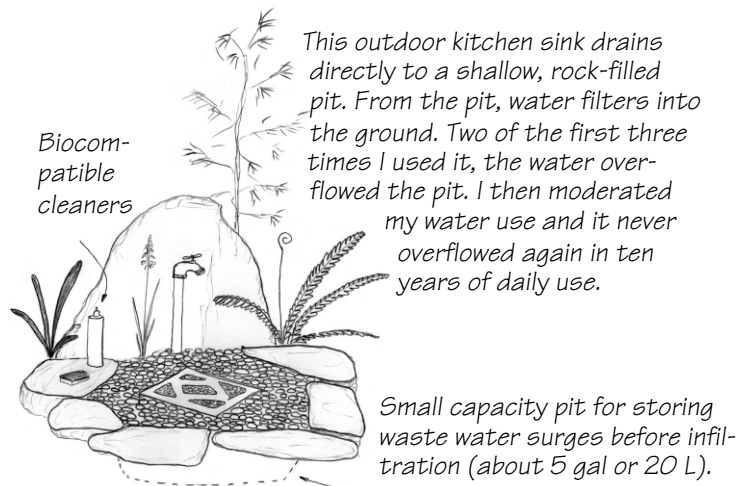 This outdoor kitchen sink drains
directly to a shallow, rock-filled
pit. From the pit, water filters into
the ground. Two of the first three
times I used it, the water over-
flowed the pit. I then moderated
my water use and it never
overflowed again in ten
years of daily use.
Biocom-
patible
cleaners
Small capacity pit for storing
waste water surges before infil-
tration (about 5 gal or 20 L).